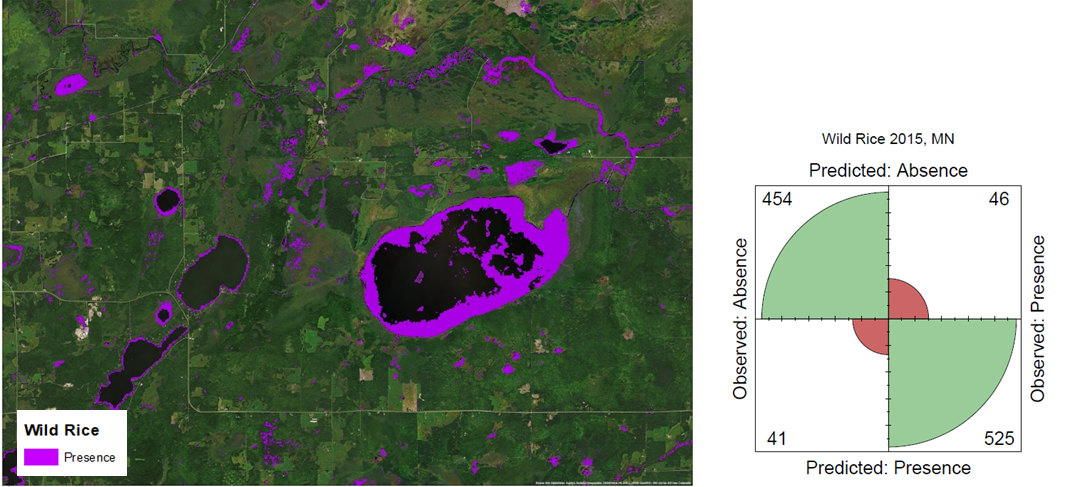 Wild Rice
Presence
Wild Rice 2015, MN
Predicted: Absence
454
46
Observed: Absence
Observed: Presence
41
525
Predicted: Presence